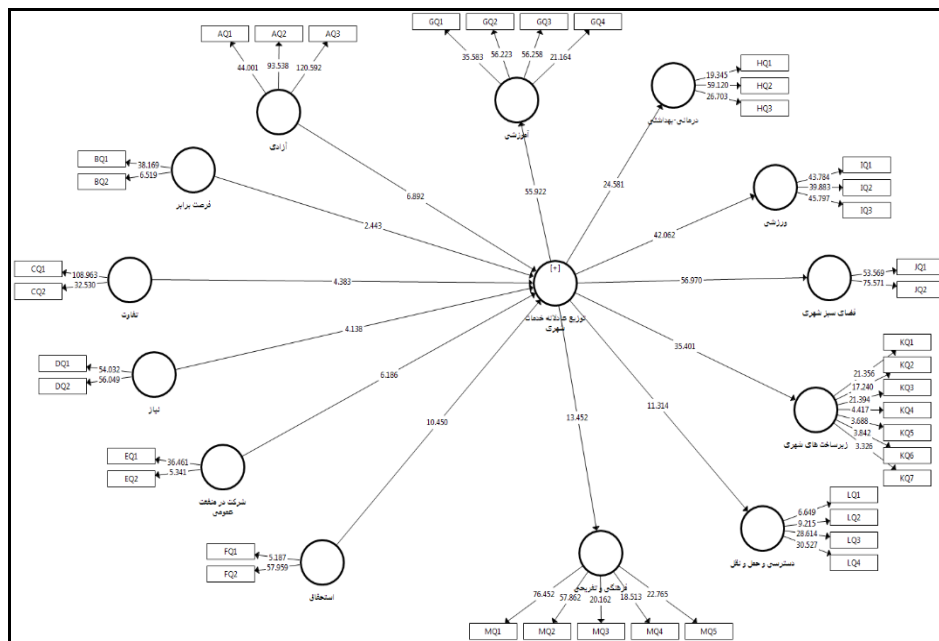 GQ1 GQ2 GQ3 GQ4
AQ1 AQ2 AQ3
35.583 56.223 56.258 21.164
44.001 93.538 120.592
آموزشی
آزادی
HQ1
HQ2
HQ3
19.345
59.120
26.703
درمانی-بهداشتی
BQ1
BQ2
38.169
6.519
فرصت برابر
IQ1
IQ2
IQ3
43.784
39.883
45.797
ورزشی
6.892
55.922
24.581
2.443
42.062
CQ1
CQ2
108.963
32.530
تفاوت
4.383
[+]
توزیع عادلانه خدمات
شهری
56.970
JQ1
JQ2
53.569
75.571
فضای سبز شهری
4.138
DQ1
DQ2
54.032
56.049
نیاز
6.186
35.401
KQ1
KQ2
KQ3
KQ4
KQ5
KQ6
KQ7
21.356
17.240
21.394
4.417
3.688
3.842
3.326
زیرساخت های شهری
10.450
13.452
11.314
EQ1
EQ2
36.461
5.341
شرکت در منفعت
عمومی
LQ1
LQ2
LQ3
LQ4
6.649
9.215
28.614
30.527
دسترسی و حمل و نقل
FQ1
FQ2
5.187
57.959
استحقاق
فرهنگی و تفریحی
76.452 57.862 20.162 18.513 22.765
MQ1 MQ2 MQ3 MQ4 MQ5